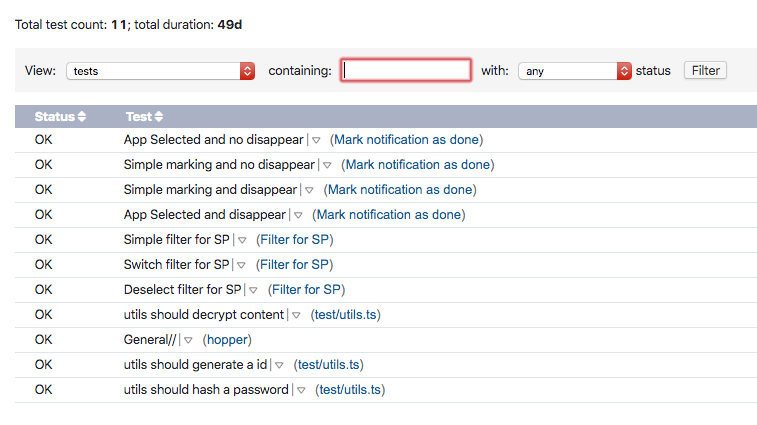 Total test count: 11; total duration: 49d
View: tests containing: with: any status Filter
Status Test
OK App Selected and no disappear (Mark notification as done)
OK Simple marking and no disappear (Mark notification as done)
OK Simple marking and disappear (Mark notification as done)
OK App Selected and disappear (Mark notification as done)
OK Simple filter for SP (Filter for SP)
OK Switch filter for SP (Filter for SP)
OK Deselect filter for SP (Filter for SP)
OK utils should decrypt content (test/utils.ts)
OK General// (hopper)
OK utils should generate a id (test/utils.ts)
OK utils should hash a password (test/utils.ts)